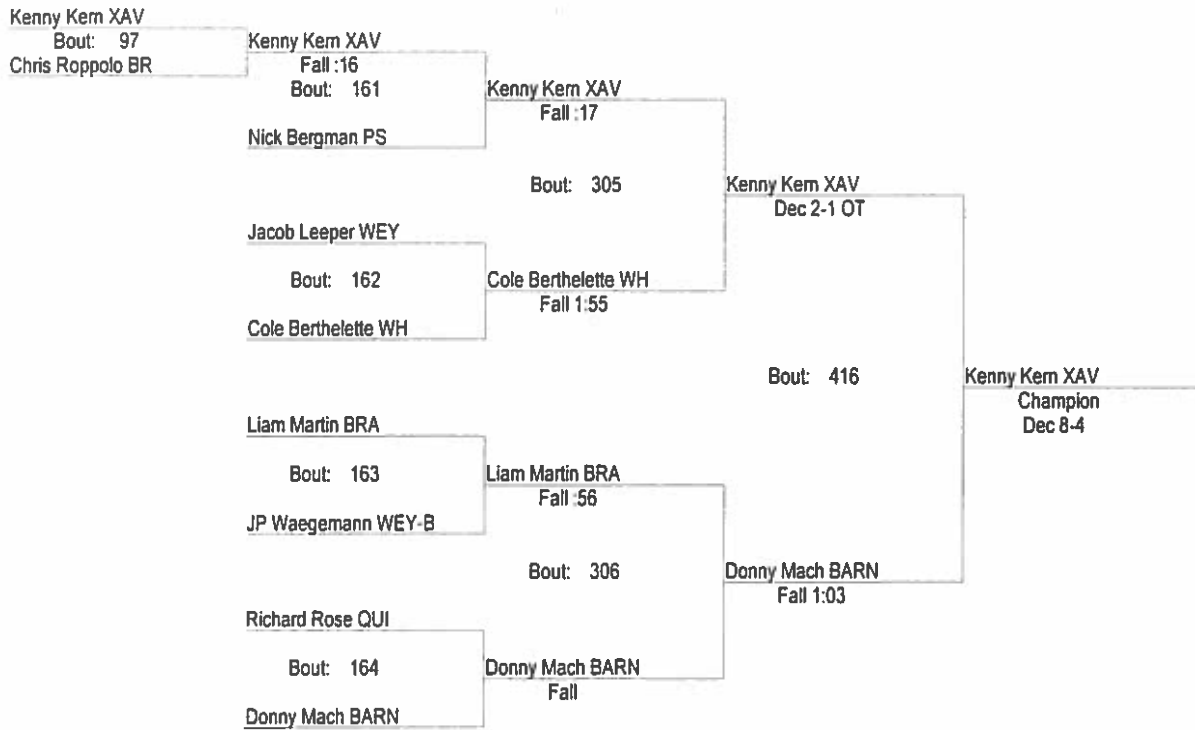 Kenny Kern XAV
Bout: 97
Chris Roppolo BR
Kenny Kern XAV
Fall :16
Bout: 161
Nick Bergman PS
Kenny Kern XAV
Fall :17
Bout: 305
Jacob Leeper WEY
Bout: 162
Cole Berthelette WH
Cole Berthelette WH
Fall 1:55
Kenny Kern XAV
Dec 2-1 OT
Bout: 416
Liam Martin BRA
Bout: 163
JP Waegemann WEY-B
Liam Martin BRA
Fall :56
Bout: 306
Richard Rose QUI
Bout: 164
Donny Mach BARN
Donny Mach BARN
Fall
Donny Mach BARN
Fall 1:03
Kenny Kern XAV
Champion
Dec 8-4